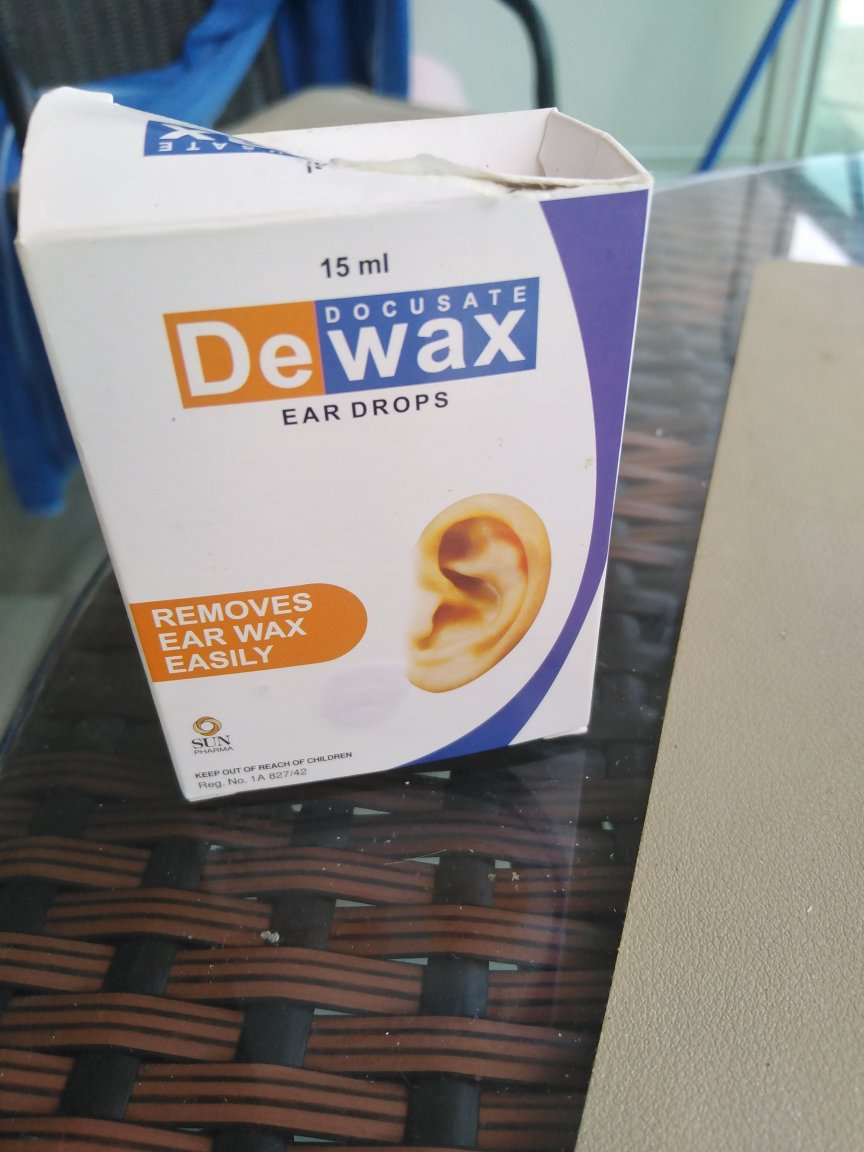 15 ml
DOCUSATE
Dewax
EAR DROPS
REMOVES
EAR WAX
EASILY
SUN
PHARMA
KEEP OUT OF REACH OF CHILDREN
Reg. No. 1A 827/42